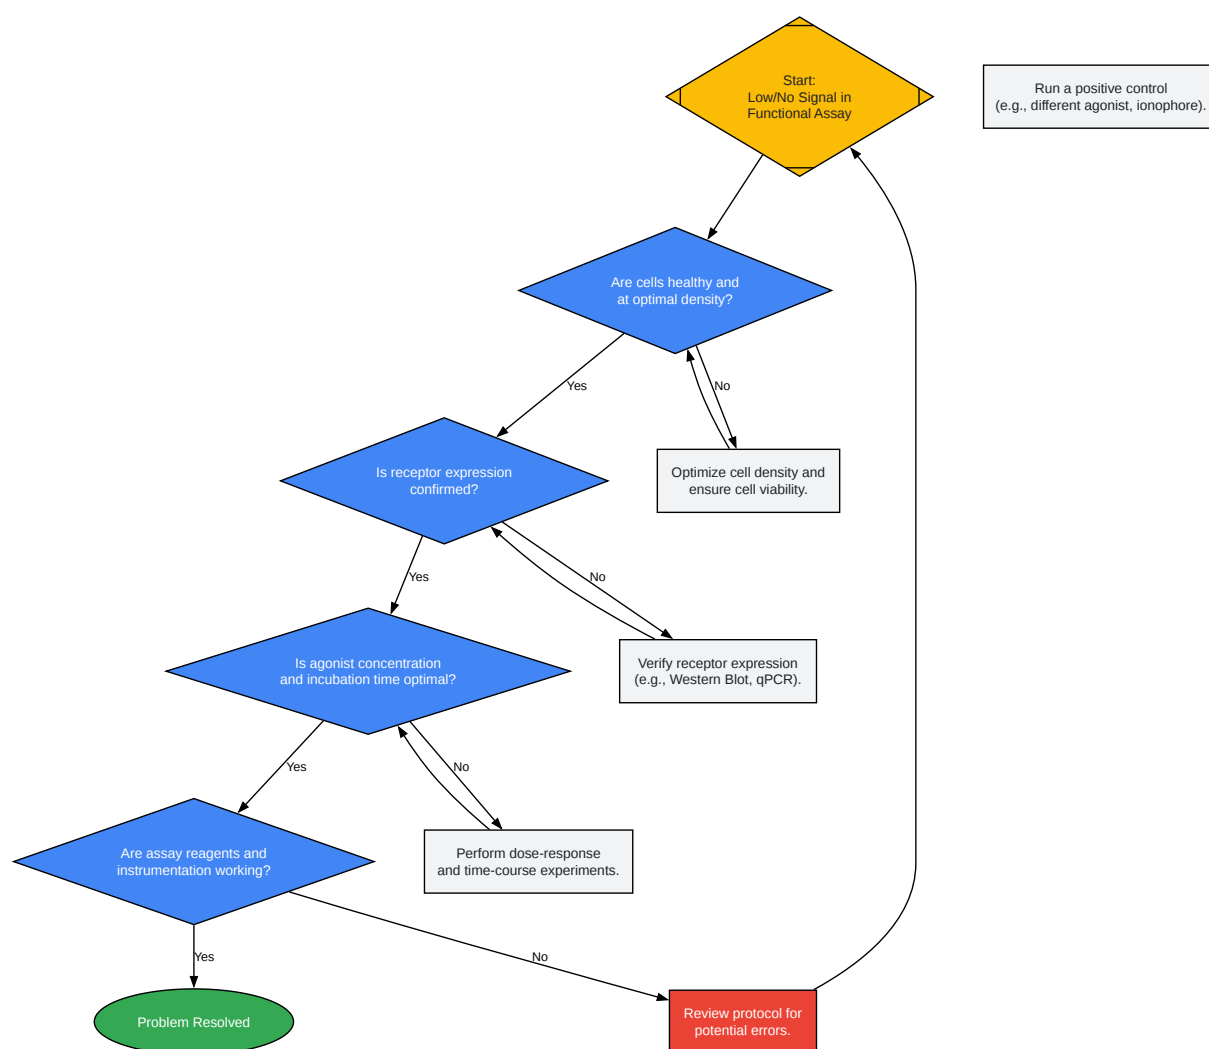 Start:
Low/No Signal in
Functional Assay
Run a positive control
(e.g., different agonist, ionophore).
Are cells healthy and
at optimal density?
Yes
No
Is receptor expression
confirmed?
Optimize cell density and
ensure cell viability.
Yes
No
Is agonist concentration
and incubation time optimal?
Verify receptor expression
(e.g., Western Blot, qPCR).
Yes
No
Are assay reagents and
instrumentation working?
Perform dose-response
and time-course experiments.
Yes
No
Problem Resolved
Review protocol for
potential errors.